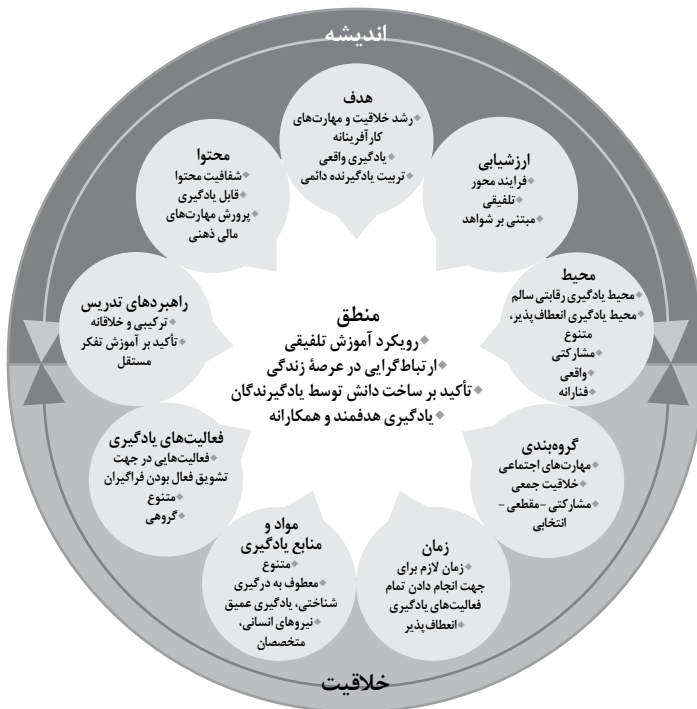 اندیشه
هدف
◆رشد خلاقیت و مهارت‌های
کارآفرینانه
◆یادگیری واقعی
◆تربیت یادگیرنده دائمی
ارزشیابی
◆فرایند محور
◆تلفیقی
◆مبتنی بر شواهد
محیط
◆محیط یادگیری رقابتی سالم
◆محیط یادگیری انعطاف‌پذیر،
متنوع
◆مشارکتی
◆واقعی
◆فنارانه
گروه‌بندی
◆مهارت‌های اجتماعی
◆خلاقیت جمعی
◆مشارکتی -مقطعی -
انتخابی
زمان
◆زمان لازم برای
جهت انجام دادن تمام
فعالیت‌های یادگیری
◆انعطاف‌پذیر
مواد و
منابع یادگیری
◆متنوع
◆معطوف به درگیری
شناختی، یادگیری عمیق
◆نیروهای انسانی،
متخصصان
فعالیت‌های یادگیری
◆فعالیت‌هایی در جهت
تشویق فعال بودن فراگیران
◆متنوع
◆گروهی
راهبردهای تدریس
◆ترکیبی و خلاقانه
◆تأکید بر آموزش تفکر
مستقل
محتوا
◆شفافیت محتوا
◆قابل یادگیری
◆پرورش مهارت‌های
مالی ذهنی
منطق
◆رویکرد آموزش تلفیقی
◆ارتباط‌گرایی در عرصۀ زندگی
◆تأکید بر ساخت دانش توسط یادگیرندگان
◆یادگیری هدفمند و همکارانه
خلاقیت